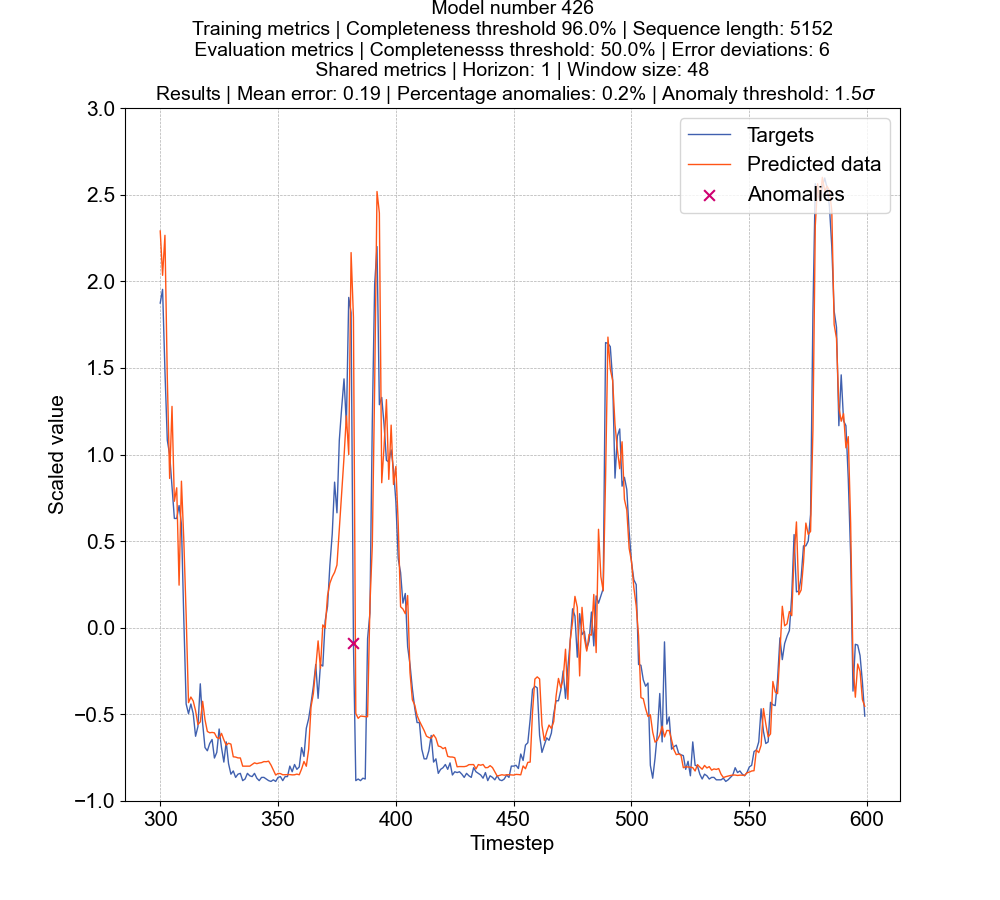 Model number 426
Training metrics | Completeness threshold 96.0% | Sequence length: 5152
Evaluation metrics | Completenesss threshold: 50.0% | Error deviations: 6
Shared metrics | Horizon: 1 | Window size: 48
Results | Mean error: 0.19 | Percentage anomalies: 0.2% | Anomaly threshold: 1.5σ
Targets
Predicted data
Anomalies
3.0
2.5
2.0
1.5
1.0
0.5
0.0
−0.5
−1.0
Scaled value
300
350
400
450
500
550
600
Timestep